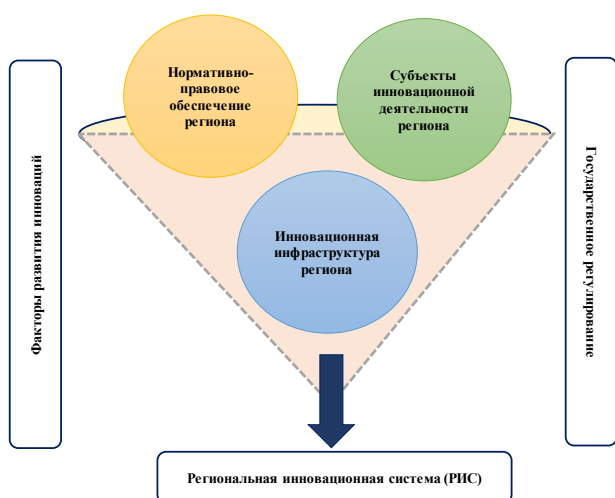 Нормативно-
правовое
обеспечение
региона
Субъекты
инновационной
деятельности
региона
Инновационная
инфраструктура
региона
Факторы развития инноваций
Государственное регулирование
Региональная инновационная система (РИС)